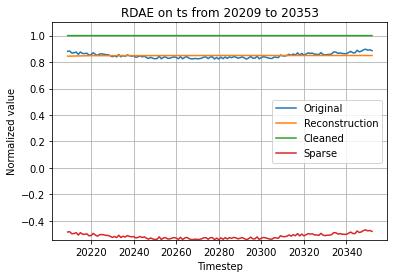 RDAE on ts from 20209 to 20353
1.0
0.8
0.6
0.4
0.2
0.0
−0.2
−0.4
Normalized value
Original
Reconstruction
Cleaned
Sparse
20220 20240 20260 20280 20300 20320 20340
Timestep